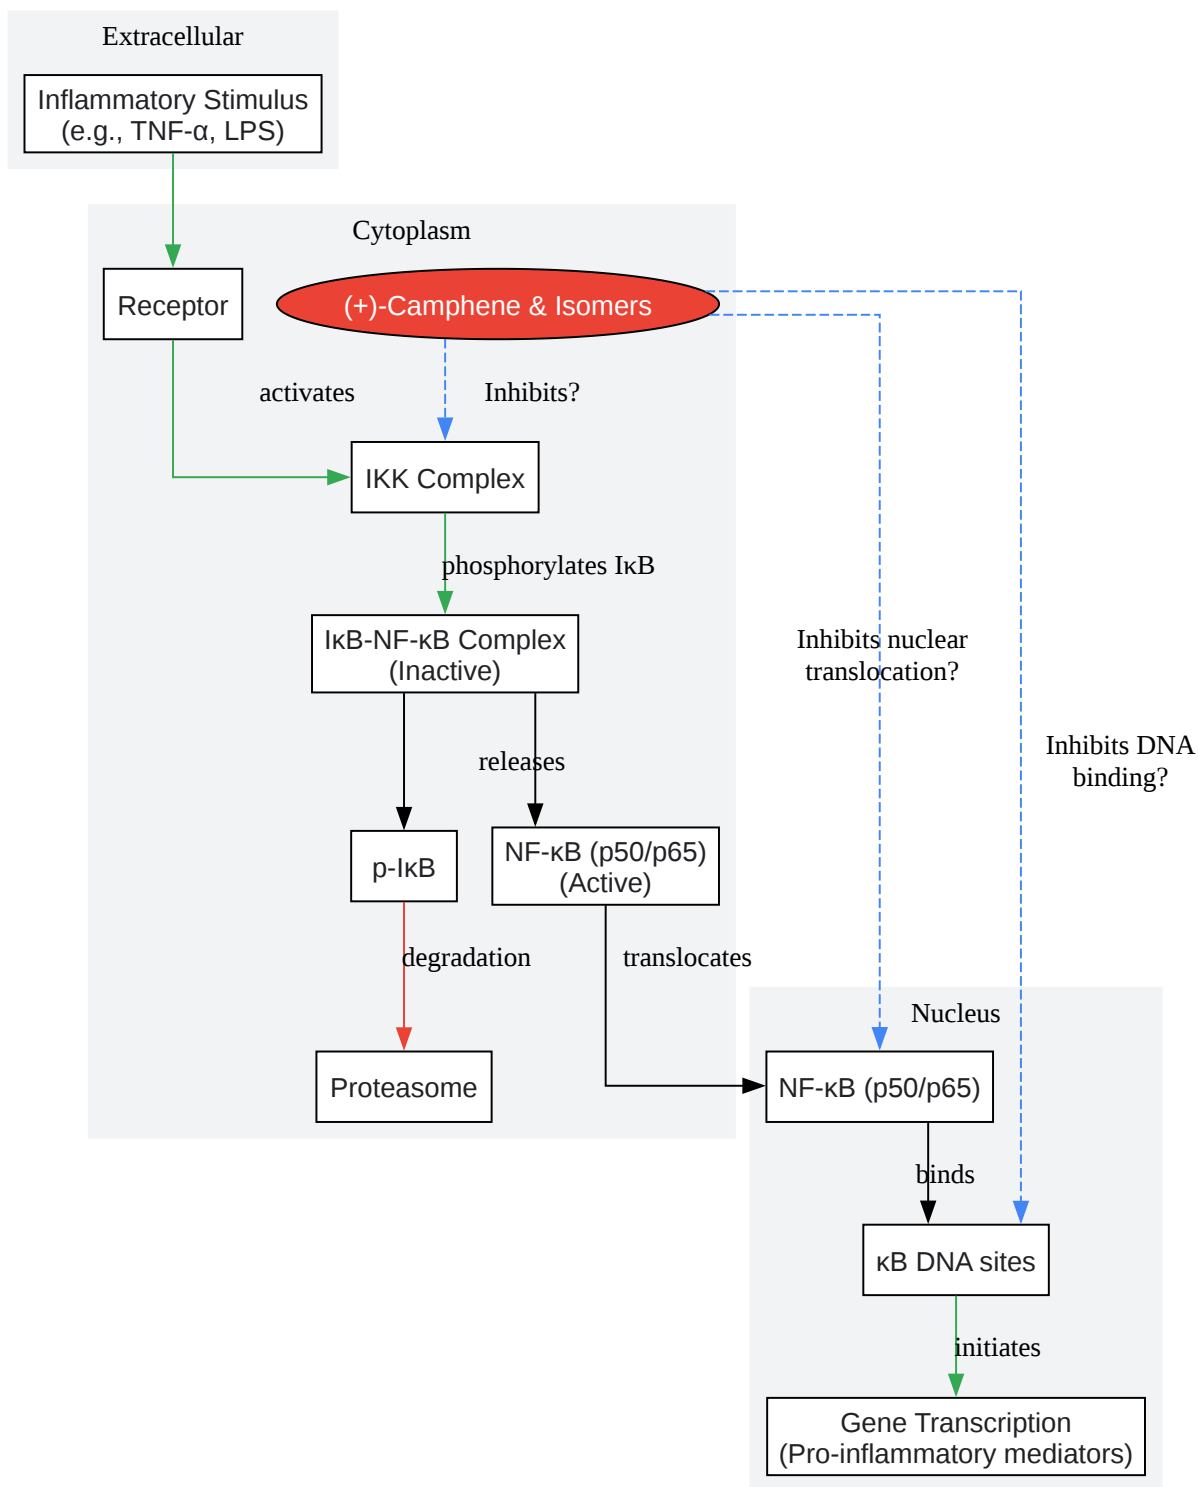 Extracellular
Inflammatory Stimulus
(e.g., TNF-α, LPS)
Cytoplasm
Receptor
(+)-Camphene & Isomers
activates
Inhibits?
IKK Complex
phosphorylates IκB
IκB-NF-κB Complex
(Inactive)
Inhibits nuclear
translocation?
releases
Inhibits DNA
binding?
p-IκB
NF-κB (p50/p65)
(Active)
degradation
translocates
Nucleus
Proteasome
NF-κB (p50/p65)
binds
κB DNA sites
initiates
Gene Transcription
(Pro-inflammatory mediators)